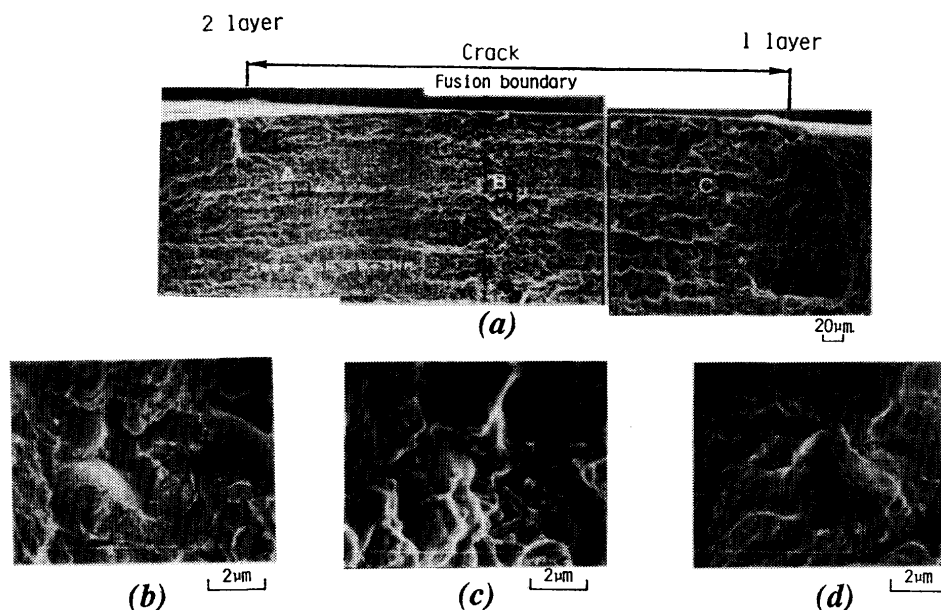 2 layer
1 layer
Crack
Fusion boundary
A
B
C
(a)
20μm
2μm
2μm
2μm
(b)
(c)
(d)